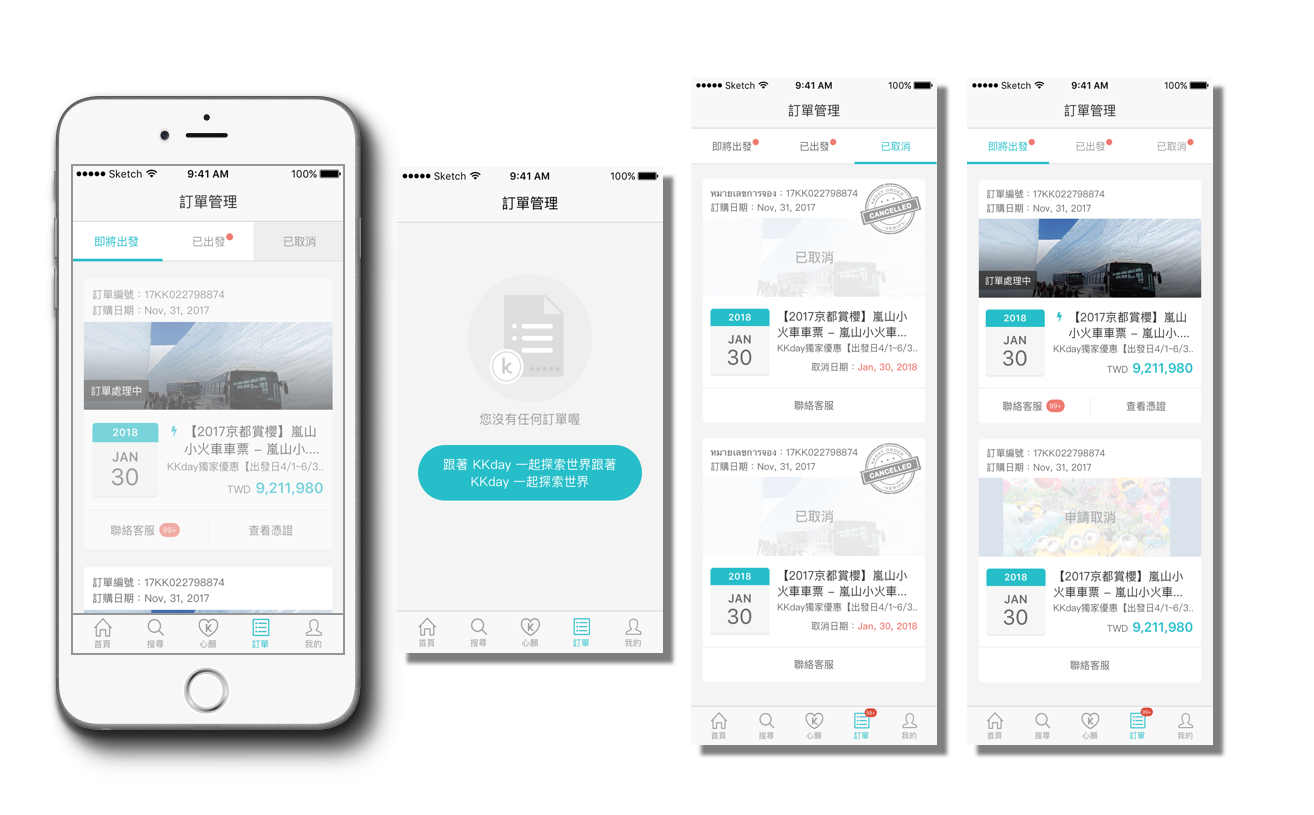 Sketch 9:41 AM 100%
訂單管理
即將出發 已出發 已取消
訂單編號：17KK022798874
訂購日期：Nov, 31, 2017
訂單處理中
2018
JAN
30
【2017京都賞櫻】嵐山
小火車車票 – 嵐山小....
KKday獨家優惠【出發日4/1~6/3..
TWD 9,211,980
聯絡客服 99+ 查看憑證
訂單編號：17KK022798874
訂購日期：Nov, 31, 2017
首頁 搜尋 心願 訂單 我的
Sketch 9:41 AM 100%
訂單管理
k
您沒有任何訂單喔
跟著 KKday 一起探索世界跟著
KKday 一起探索世界
首頁 搜尋 心願 訂單 我的
Sketch 9:41 AM 100%
訂單管理
即將出發 已出發 已取消
หมายเลขการจอง：17KK022798874
訂購日期：Nov, 31, 2017
KKDAY ORDER
CANCELLED
VERIFY
已取消
2018
JAN
30
【2017京都賞櫻】嵐山小
火車車票 – 嵐山小火車...
KKday獨家優惠【出發日4/1~6/3..
取消日期：Jan, 30, 2018
聯絡客服
หมายเลขการจอง：17KK022798874
訂購日期：Nov, 31, 2017
KKDAY ORDER
CANCELLED
VERIFY
已取消
2018
JAN
30
【2017京都賞櫻】嵐山小
火車車票 – 嵐山小火車...
KKday獨家優惠【出發日4/1~6/3..
取消日期：Jan, 30, 2018
聯絡客服
99+
首頁 搜尋 心願 訂單 我的
Sketch 9:41 AM 100%
訂單管理
即將出發 已出發 已取消
訂單編號：17KK022798874
訂購日期：Nov, 31, 2017
訂單處理中
2018
JAN
30
【2017京都賞櫻】嵐山
小火車車票 – 嵐山小....
KKday獨家優惠【出發日4/1~6/3..
TWD 9,211,980
聯絡客服 99+ 查看憑證
訂單編號：17KK022798874
訂購日期：Nov, 31, 2017
申請取消
2018
JAN
30
【2017京都賞櫻】嵐山小
火車車票 – 嵐山小火車...
KKday獨家優惠【出發日4/1~6/3..
TWD 9,211,980
聯絡客服
99+
首頁 搜尋 心願 訂單 我的